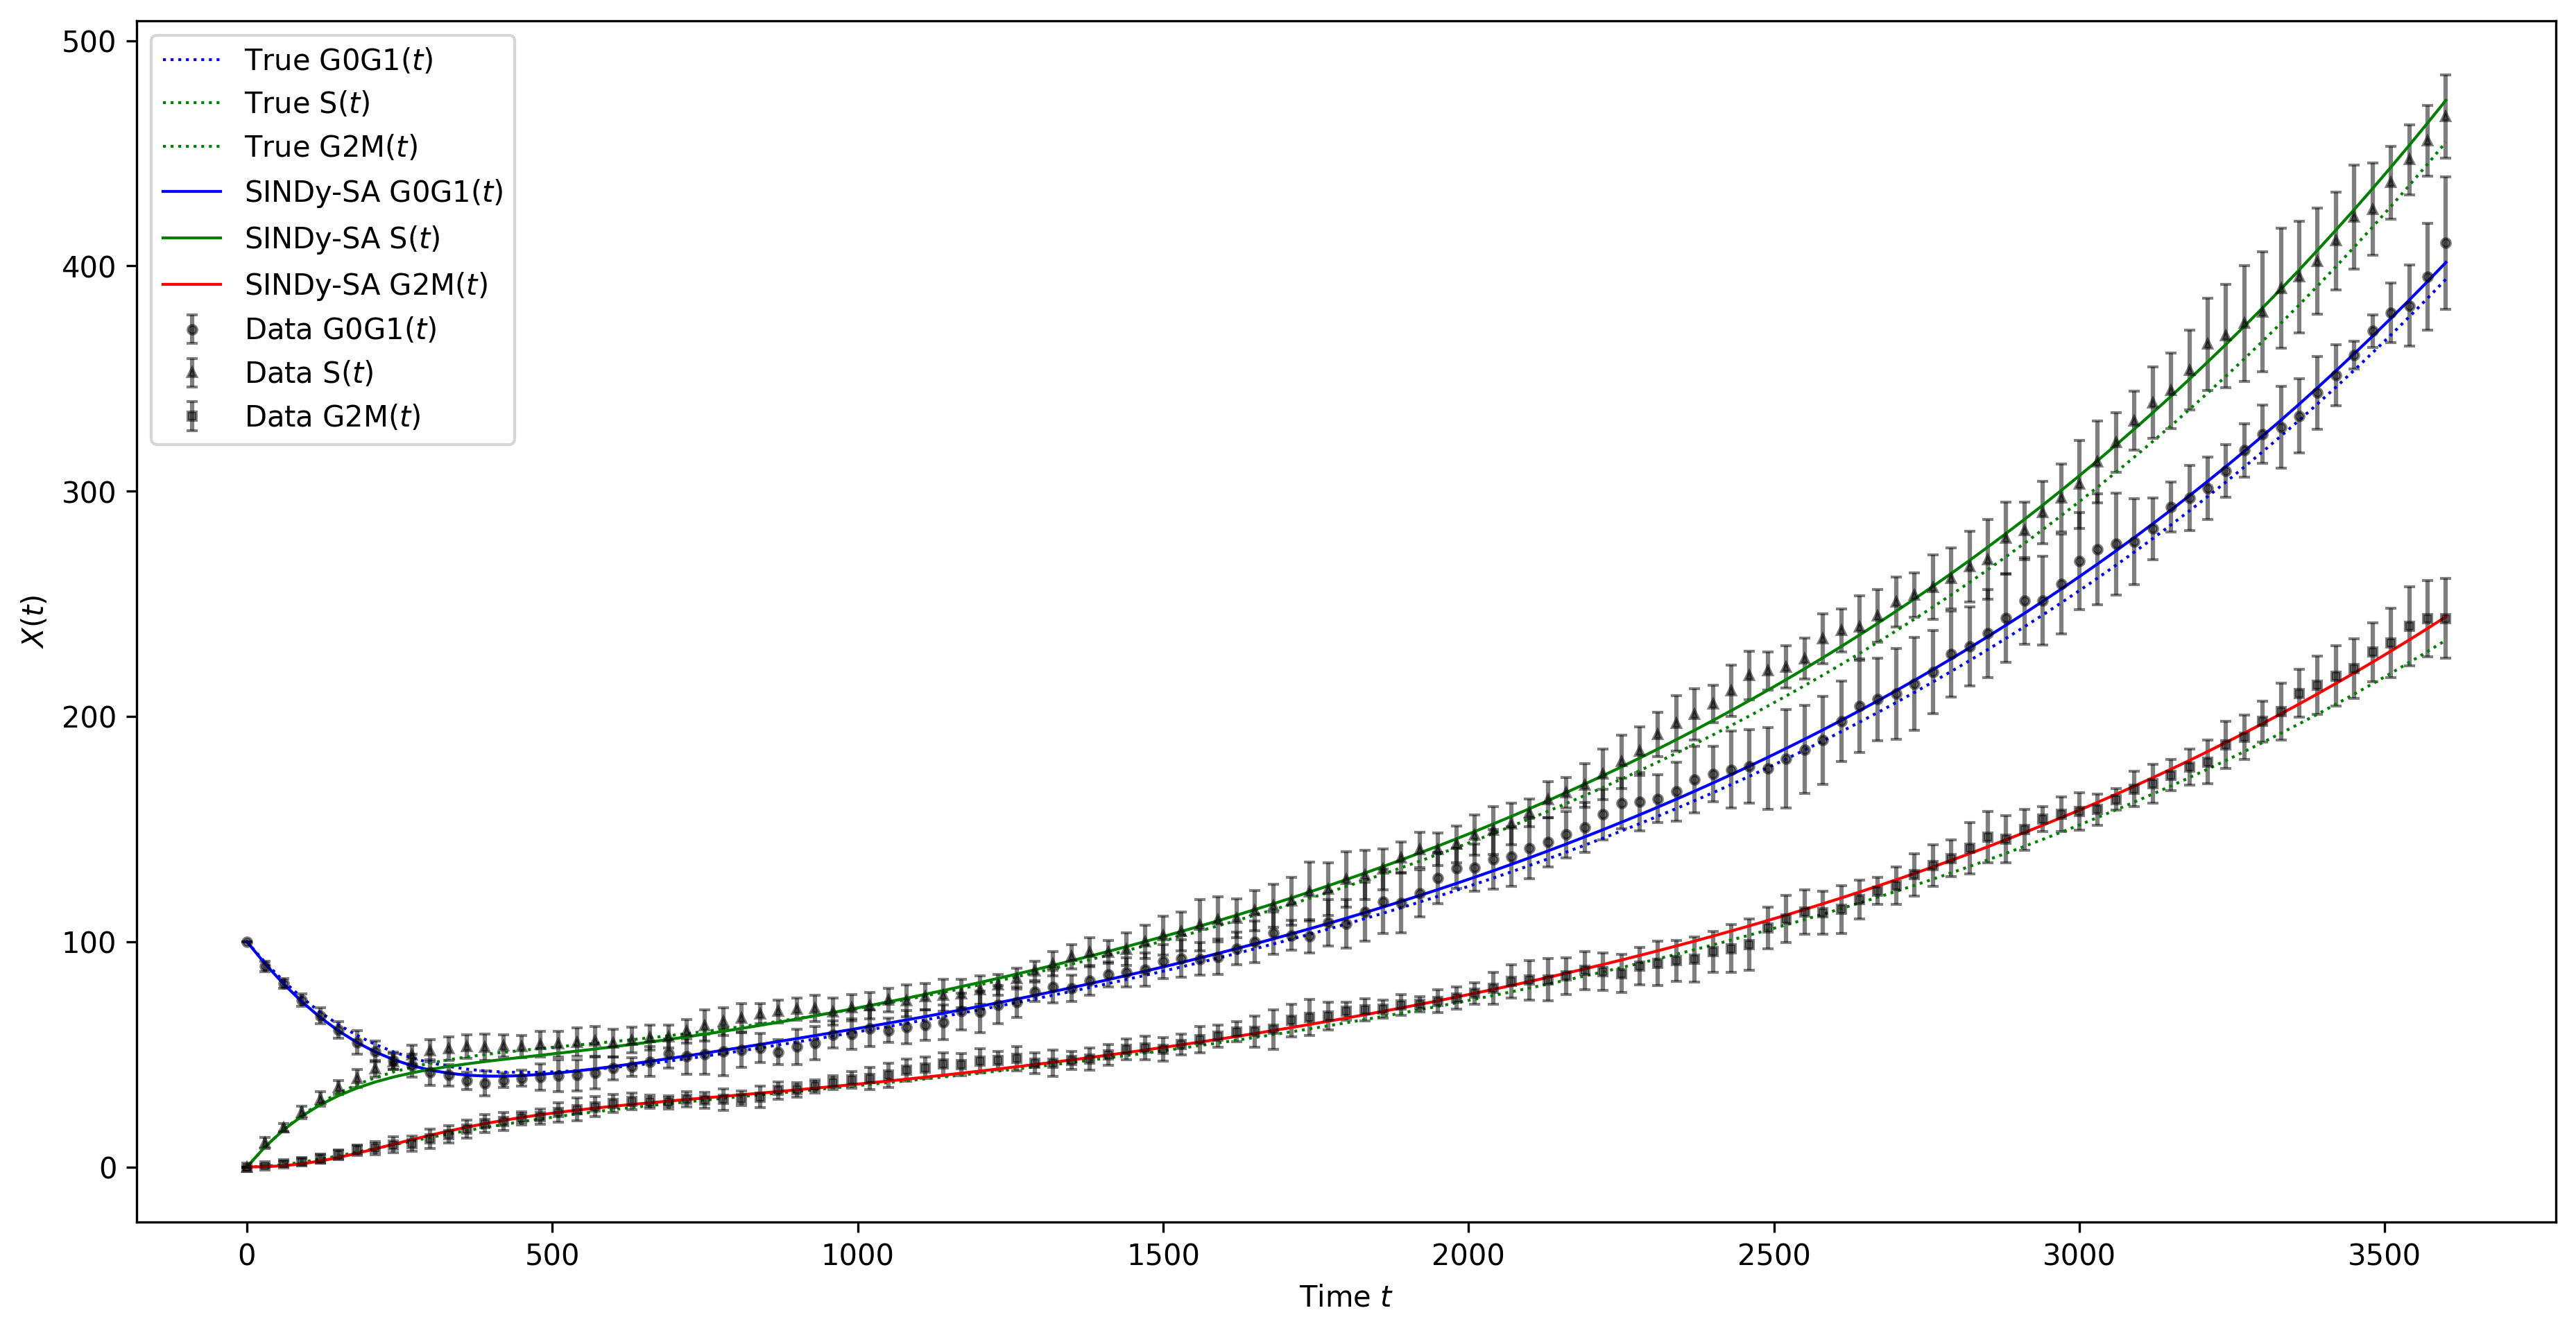 500
400
300
200
100
0
X(t)
True G0G1(t)
True S(t)
True G2M(t)
SINDy-SA G0G1(t)
SINDy-SA S(t)
SINDy-SA G2M(t)
Data G0G1(t)
Data S(t)
Data G2M(t)
0 500 1000 1500 2000 2500 3000 3500
Time t